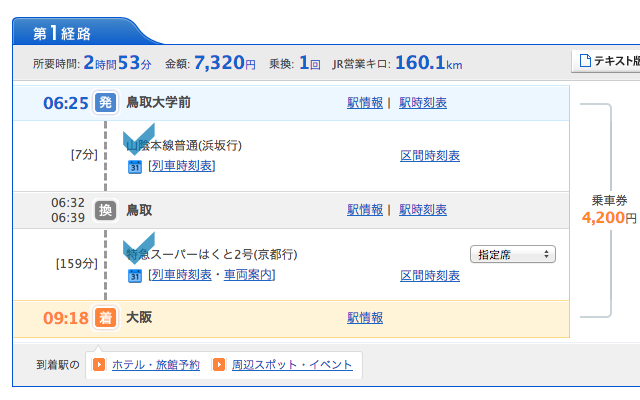 第1経路
所要時間: 2時間53分 金額: 7,320円 乗換: 1回 JR営業キロ: 160.1km
テキスト版
06:25 発 鳥取大学前 駅情報 | 駅時刻表
[7分] 山陰本線普通(浜坂行) 区間時刻表
31 [列車時刻表]
乗車券
4,200円
06:32
06:39 換 鳥取 駅情報 | 駅時刻表
[159分] 特急スーパーはくと2号(京都行) 指定席
31 [列車時刻表・車両案内] 区間時刻表
09:18 着 大阪 駅情報
到着駅の ホテル・旅館予約 周辺スポット・イベント